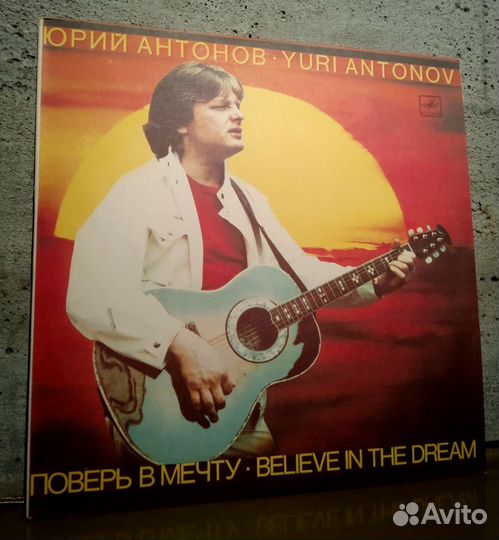 ЮРИЙ АНТОНОВ · YURI ANTONOV
ПОВЕРЬ В МЕЧТУ · BELIEVE IN THE DREAM
Avito